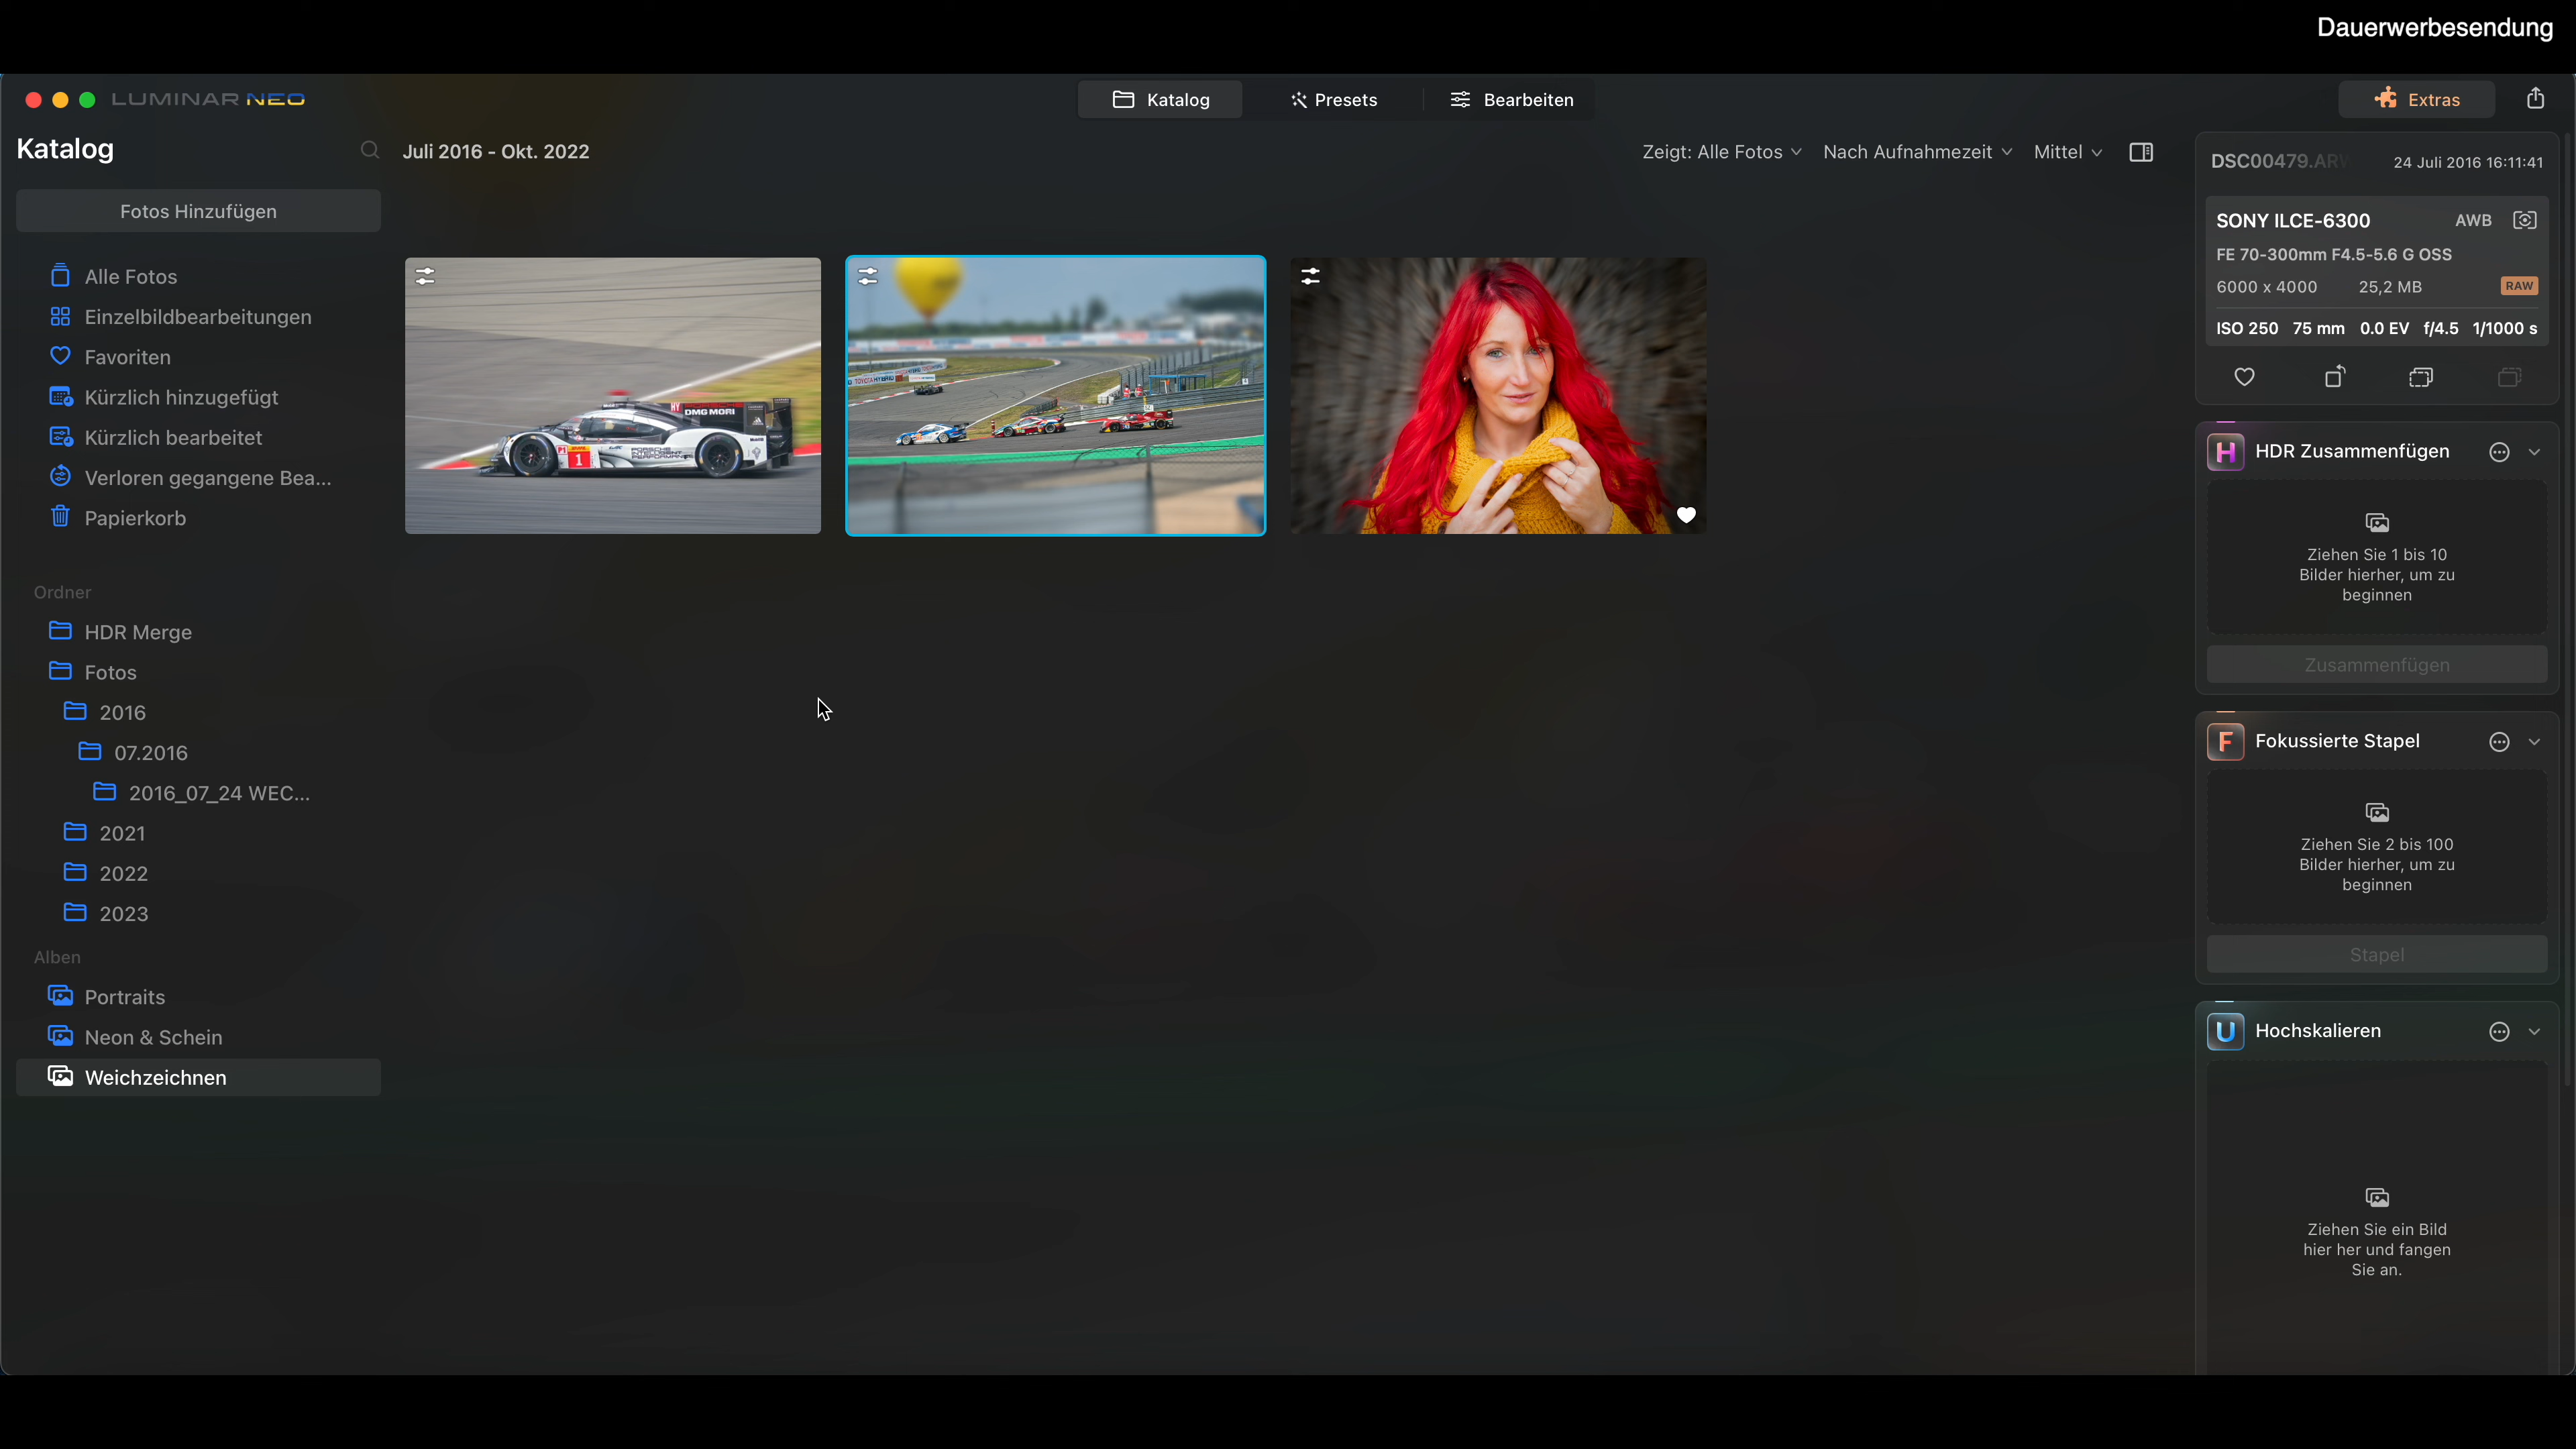 Dauerwerbesendung
LUMINAR NEO
Katalog
Presets
Bearbeiten
Extras
Katalog
Juli 2016 - Okt. 2022
Zeigt: Alle Fotos
Nach Aufnahmezeit
Mittel
Fotos Hinzufügen
Alle Fotos
Einzelbildbearbeitungen
Favoriten
Kürzlich hinzugefügt
Kürzlich bearbeitet
Verloren gegangene Bea...
Papierkorb
Ordner
HDR Merge
Fotos
2016
07.2016
2016_07_24 WEC...
2021
2022
2023
Alben
Portraits
Neon & Schein
Weichzeichnen
HY
DMG MORI
P1
1
DSC00479.ARW
24 Juli 2016 16:11:41
SONY ILCE-6300
AWB
FE 70-300mm F4.5-5.6 G OSS
6000 x 4000
25,2 MB
RAW
ISO 250
75 mm
0.0 EV
f/4.5
1/1000 s
H
HDR Zusammenfügen
Ziehen Sie 1 bis 10
Bilder hierher, um zu
beginnen
Zusammenfügen
F
Fokussierte Stapel
Ziehen Sie 2 bis 100
Bilder hierher, um zu
beginnen
Stapel
U
Hochskalieren
Ziehen Sie ein Bild
hier her und fangen
Sie an.